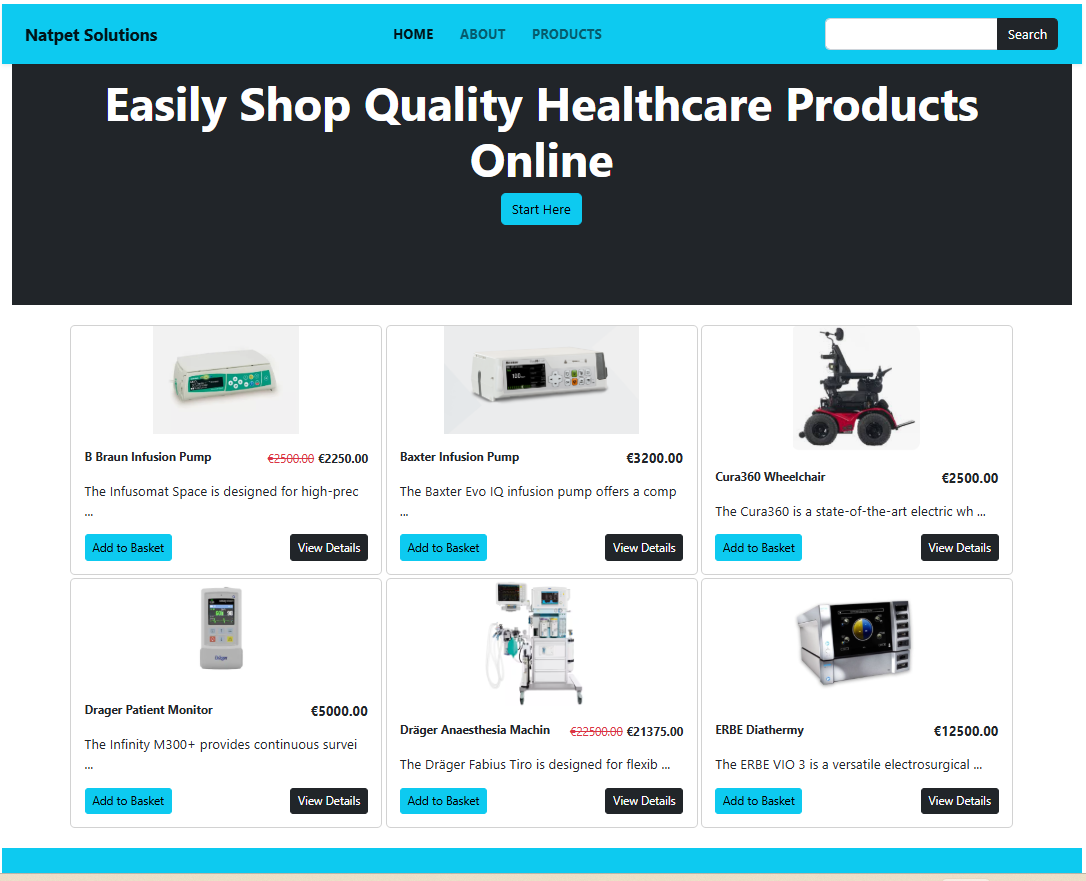 Natpet Solutions
HOME ABOUT PRODUCTS
Search
Easily Shop Quality Healthcare Products
Online
Start Here
B Braun Infusion Pump €2500.00 €2250.00
The Infusomat Space is designed for high-prec
...
Add to Basket View Details
Baxter Infusion Pump €3200.00
The Baxter Evo IQ infusion pump offers a comp
...
Add to Basket View Details
Cura360 Wheelchair €2500.00
The Cura360 is a state-of-the-art electric wh ...
Add to Basket View Details
Drager Patient Monitor €5000.00
The Infinity M300+ provides continuous survei
...
Add to Basket View Details
Dräger Anaesthesia Machin €22500.00 €21375.00
The Dräger Fabius Tiro is designed for flexib ...
Add to Basket View Details
ERBE Diathermy €12500.00
The ERBE VIO 3 is a versatile electrosurgical ...
Add to Basket View Details